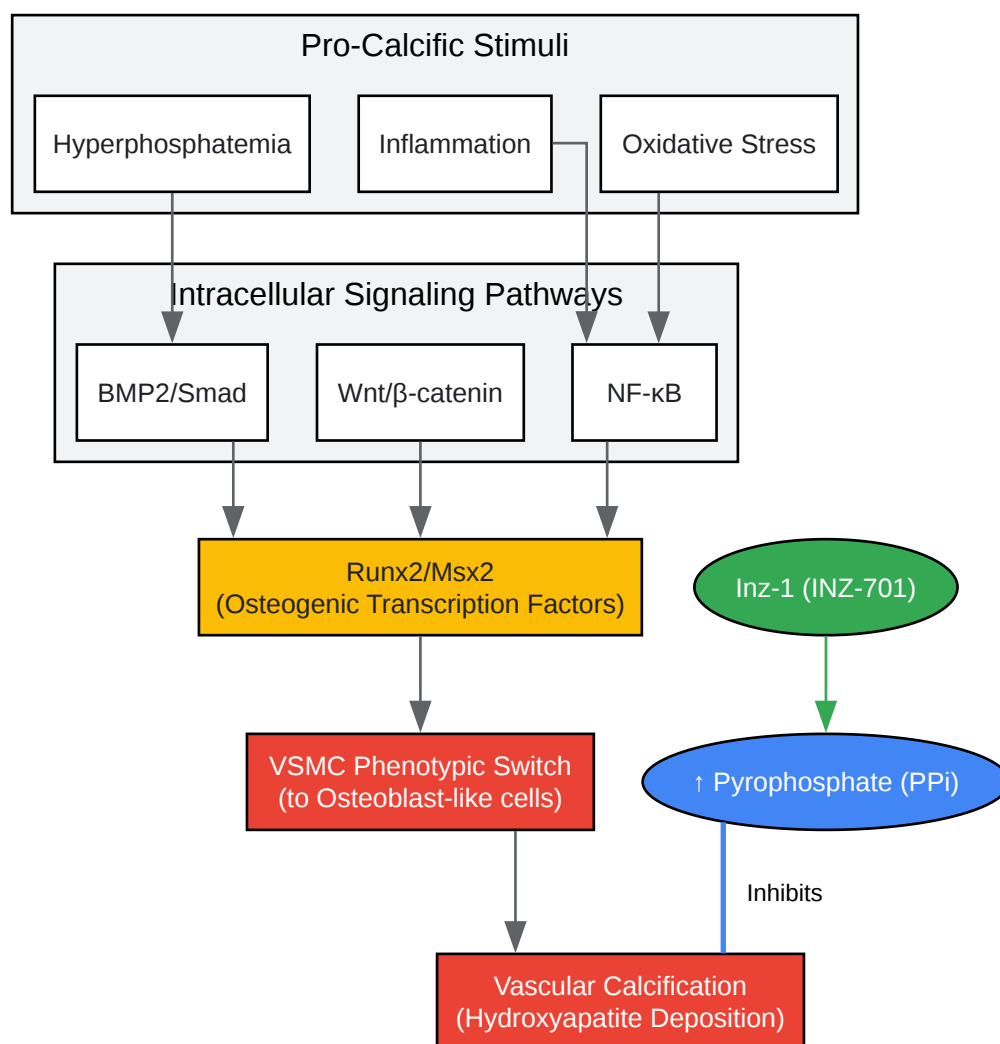 Pro-Calcific Stimuli
Hyperphosphatemia
Inflammation
Oxidative Stress
Intracellular Signaling Pathways
BMP2/Smad
Wnt/β-catenin
NF-κB
Runx2/Msx2
(Osteogenic Transcription Factors)
Inz-1 (INZ-701)
VSMC Phenotypic Switch
(to Osteoblast-like cells)
↑ Pyrophosphate (PPi)
Inhibits
Vascular Calcification
(Hydroxyapatite Deposition)